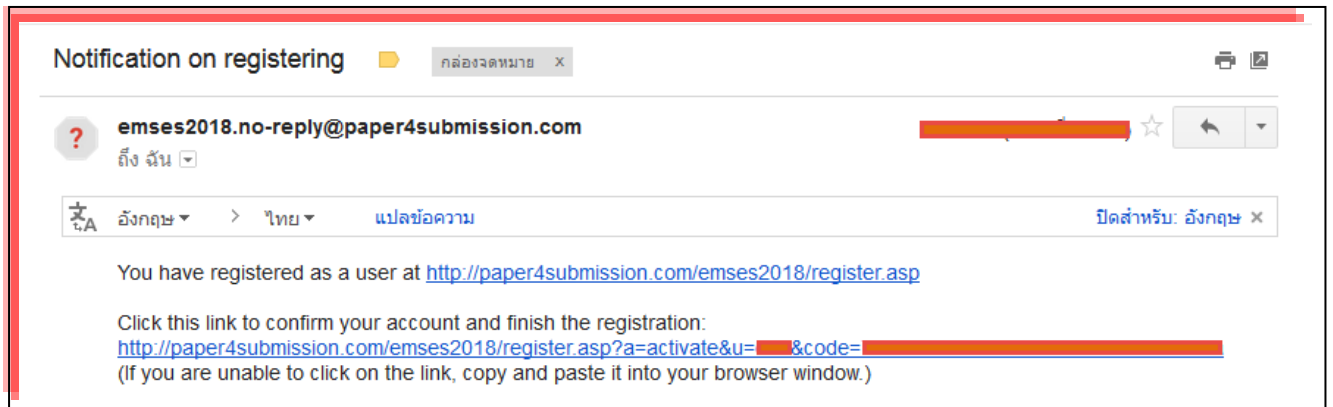 Notification on registering
กล่องจดหมาย x
emses2018.no-reply@paper4submission.com
ถึง ฉัน
อังกฤษ > ไทย แปลข้อความ ปิดสำหรับ: อังกฤษ ×
You have registered as a user at http://paper4submission.com/emses2018/register.asp
Click this link to confirm your account and finish the registration:
http://paper4submission.com/emses2018/register.asp?a=activate&u= &code=
(If you are unable to click on the link, copy and paste it into your browser window.)